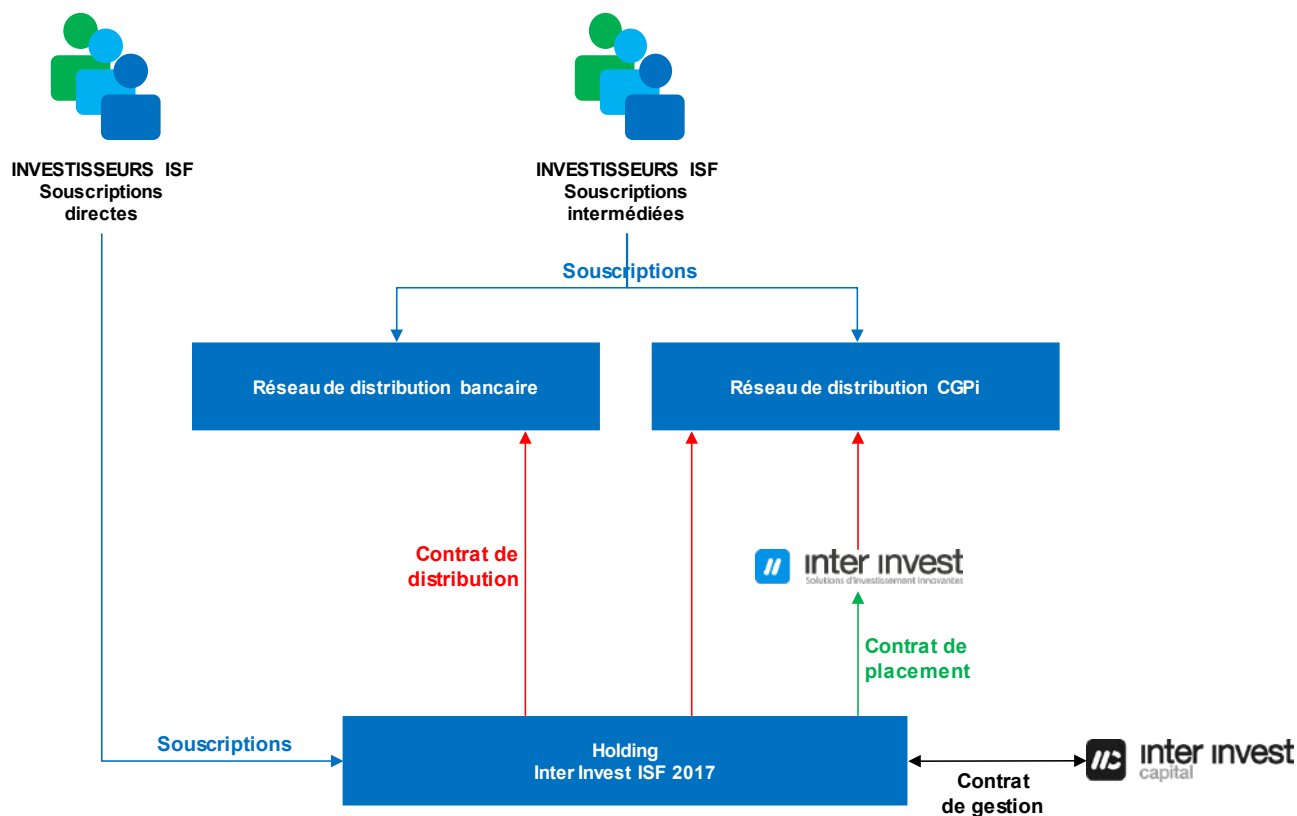 INVESTISSEURS ISF
Souscriptions
directes
INVESTISSEURS ISF
Souscriptions
intermédiées
Souscriptions
Réseau de distribution bancaire
Réseau de distribution CGPi
Contrat de
distribution
inter invest
Solutions d'investissement innovantes
Contrat de
placement
Souscriptions
Holding
Inter Invest ISF 2017
inter invest
capital
Contrat
de gestion